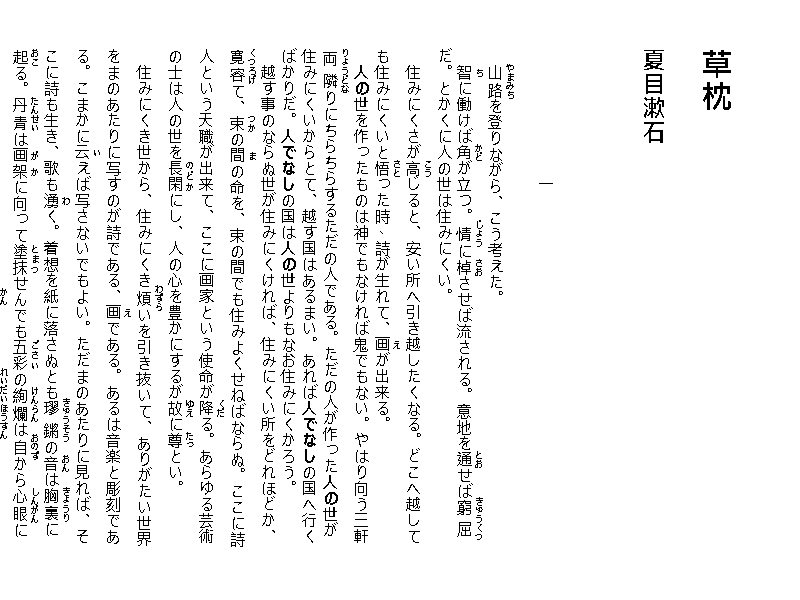 草枕
夏目漱石
一
山路を登りながら、こう考えた。
智に働けば角が立つ。情に棹させば流される。意地を通せば窮屈
だ。とかくに人の世は住みにくい。
住みにくさが高じると、安い所へ引き越したくなる。どこへ越して
も住みにくいと悟った時、詩が生れて、画が出来る。
人の世を作ったものは神でもなければ鬼でもない。やはり向う三軒
両隣りにちらちらするただの人である。ただの人が作った人の世が
住みにくいからとて、越す国はあるまい。あれば人でなしの国へ行く
ばかりだ。人でなしの国は人の世よりもなお住みにくかろう。
越す事のならぬ世が住みにくければ、住みにくい所をどれほどか、
寛容て、束の間の命を、束の間でも住みよくせねばならぬ。ここに詩
人という天職が出来て、ここに画家という使命が降る。あらゆる芸術
の士は人の世を長閑にし、人の心を豊かにするが故に尊とい。
住みにくき世から、住みにくき煩いを引き抜いて、ありがたい世界
をまのあたりに写すのが詩である、画である。あるは音楽と彫刻であ
る。こまかに云えば写さないでもよい。ただまのあたりに見れば、そ
こに詩も生き、歌も湧く。着想を紙に落さぬとも璆鏘の音は胸裏に
起る。丹青は画架に向って塗抹せんでも五彩の絢爛は自から心眼に